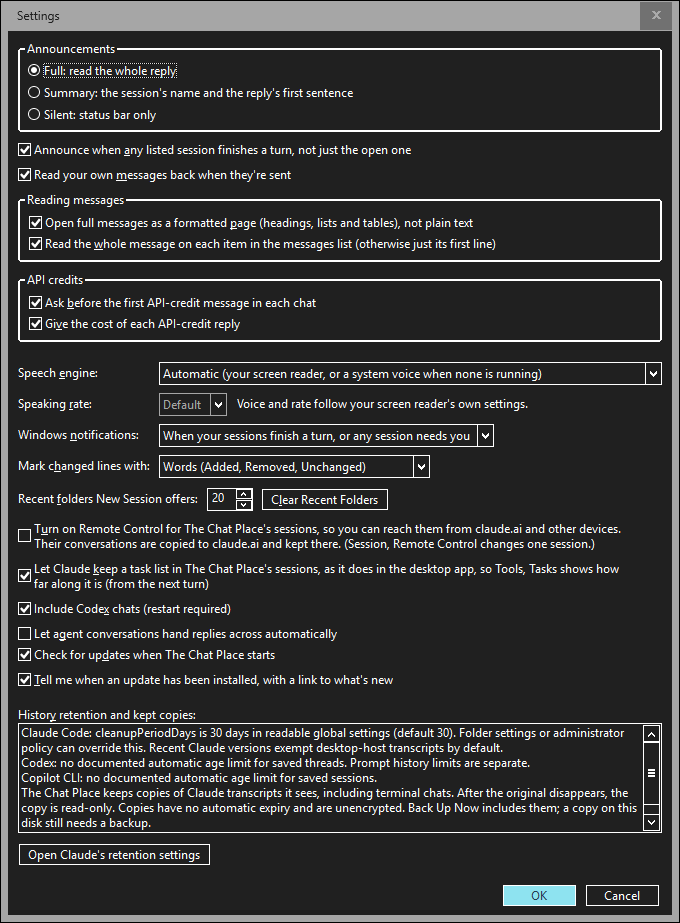 Settings
Announcements
Full: read the whole reply
Summary: the session's name and the reply's first sentence
Silent: status bar only
Announce when any listed session finishes a turn, not just the open one
Read your own messages back when they're sent
Reading messages
Open full messages as a formatted page (headings, lists and tables), not plain text
Read the whole message on each item in the messages list (otherwise just its first line)
API credits
Ask before the first API-credit message in each chat
Give the cost of each API-credit reply
Speech engine:
Automatic (your screen reader, or a system voice when none is running)
Speaking rate:
Default
Voice and rate follow your screen reader's own settings.
Windows notifications:
When your sessions finish a turn, or any session needs you
Mark changed lines with:
Words (Added, Removed, Unchanged)
Recent folders New Session offers:
20
Clear Recent Folders
Turn on Remote Control for The Chat Place's sessions, so you can reach them from claude.ai and other devices.
Their conversations are copied to claude.ai and kept there. (Session, Remote Control changes one session.)
Let Claude keep a task list in The Chat Place's sessions, as it does in the desktop app, so Tools, Tasks shows how
far along it is (from the next turn)
Include Codex chats (restart required)
Let agent conversations hand replies across automatically
Check for updates when The Chat Place starts
Tell me when an update has been installed, with a link to what's new
History retention and kept copies:
Claude Code: cleanupPeriodDays is 30 days in readable global settings (default 30). Folder settings or administrator
policy can override this. Recent Claude versions exempt desktop-host transcripts by default.
Codex: no documented automatic age limit for saved threads. Prompt history limits are separate.
Copilot CLI: no documented automatic age limit for saved sessions.
The Chat Place keeps copies of Claude transcripts it sees, including terminal chats. After the original disappears, the
copy is read-only. Copies have no automatic expiry and are unencrypted. Back Up Now includes them; a copy on this
disk still needs a backup.
Open Claude's retention settings
OK
Cancel